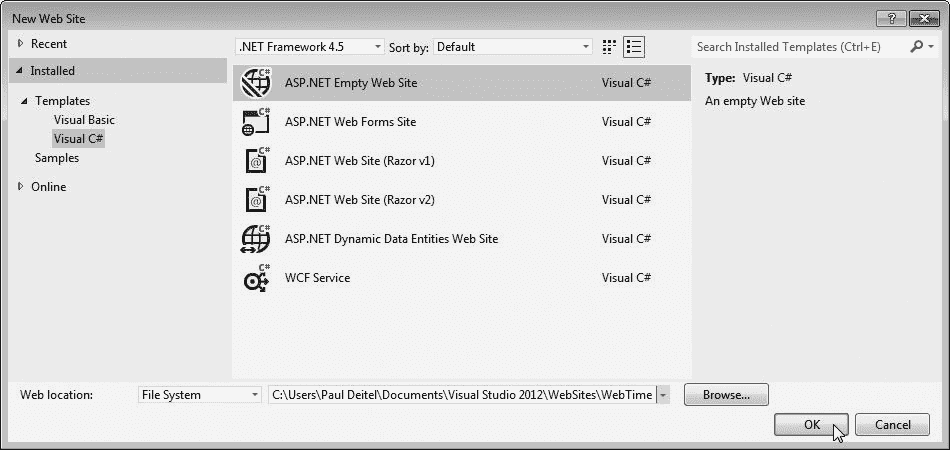 New Web Site
?
Recent
.NET Framework 4.5
Sort by: Default
Search Installed Templates (Ctrl+E)
Installed
Templates
Visual Basic
Visual C#
Samples
Online
C# ASP.NET Empty Web Site Visual C#
C# ASP.NET Web Forms Site Visual C#
C# @ ASP.NET Web Site (Razor v1) Visual C#
C# @ ASP.NET Web Site (Razor v2) Visual C#
C# ASP.NET Dynamic Data Entities Web Site Visual C#
C# WCF Service Visual C#
Type: Visual C#
An empty Web site
Web location: File System C:\Users\Paul Deitel\Documents\Visual Studio 2012\WebSites\WebTime Browse...
OK Cancel